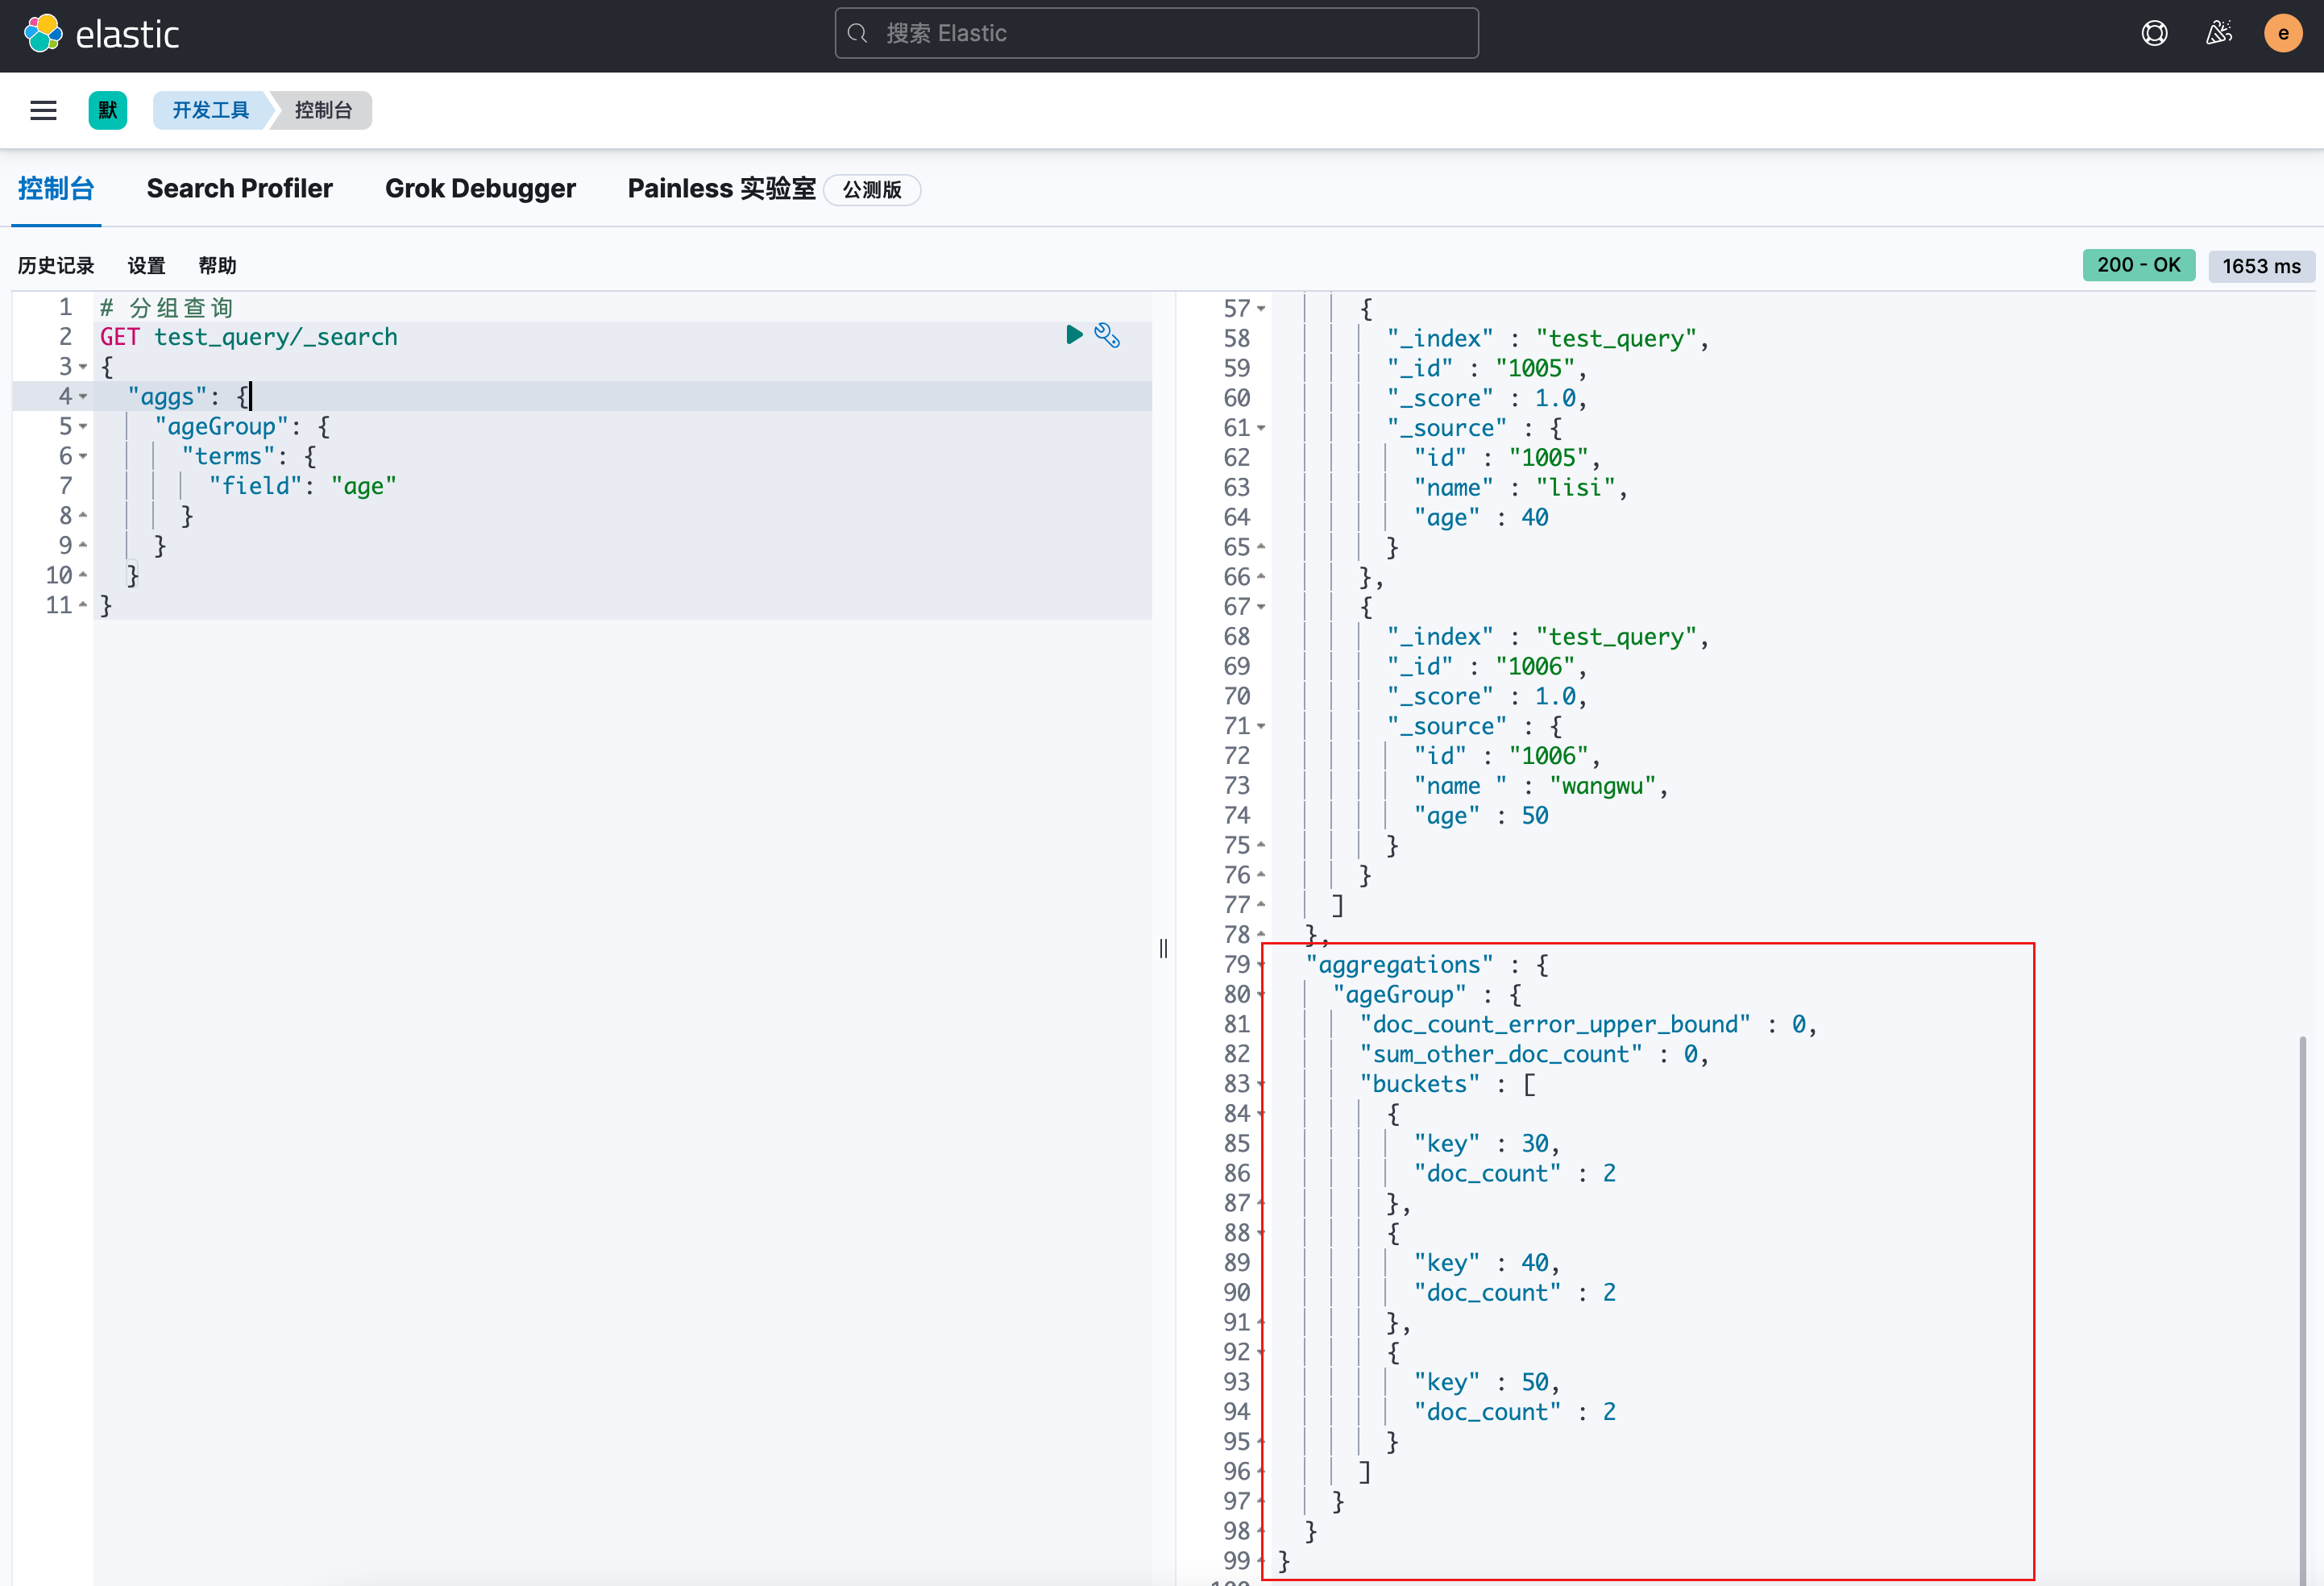 elastic
搜索 Elastic
e
默
开发工具
控制台
控制台
Search Profiler
Grok Debugger
Painless 实验室
公测版
历史记录
设置
帮助
200 - OK
1653 ms
1 # 分组查询
2 GET test_query/_search
3 {
4 "aggs": {
5 "ageGroup": {
6 "terms": {
7 "field": "age"
8 }
9 }
10 }
11 }
57 {
58 "_index" : "test_query",
59 "_id" : "1005",
60 "_score" : 1.0,
61 "_source" : {
62 "id" : "1005",
63 "name" : "lisi",
64 "age" : 40
65 }
66 },
67 {
68 "_index" : "test_query",
69 "_id" : "1006",
70 "_score" : 1.0,
71 "_source" : {
72 "id" : "1006",
73 "name " : "wangwu",
74 "age" : 50
75 }
76 }
77 ]
78 },
79 "aggregations" : {
80 "ageGroup" : {
81 "doc_count_error_upper_bound" : 0,
82 "sum_other_doc_count" : 0,
83 "buckets" : [
84 {
85 "key" : 30,
86 "doc_count" : 2
87 },
88 {
89 "key" : 40,
90 "doc_count" : 2
91 },
92 {
93 "key" : 50,
94 "doc_count" : 2
95 }
96 ]
97 }
98 }
99 }